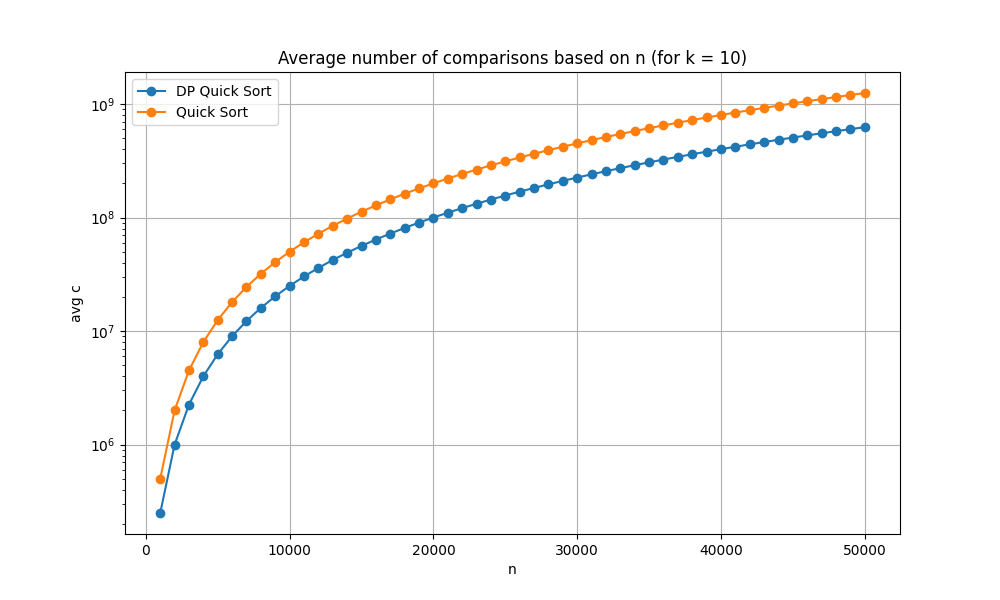 Average number of comparisons based on n (for k = 10)
DP Quick Sort
Quick Sort
avg c
10⁹
10⁸
10⁷
10⁶
0 10000 20000 30000 40000 50000
n